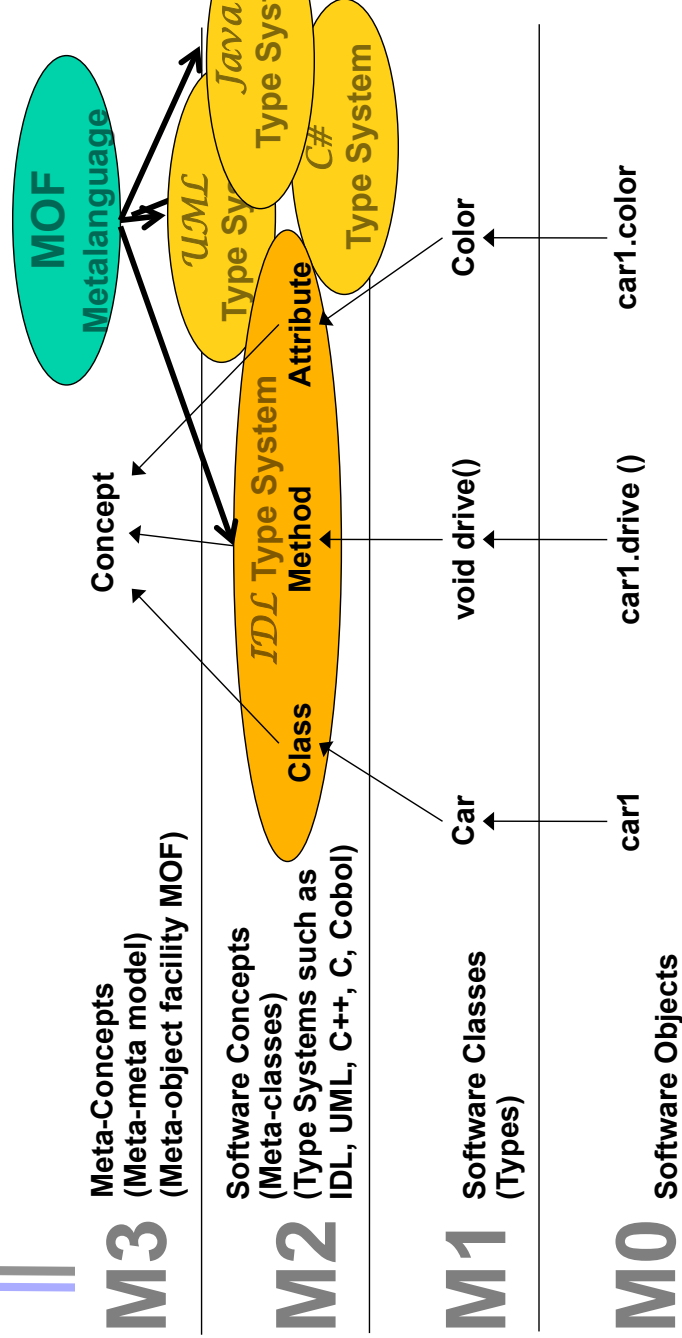 MOF
Metalanguage
M3
Meta-Concepts
(Meta-meta model)
(Meta-object facility MOF)
Concept
M2
Software Concepts
(Meta-classes)
(Type Systems such as
IDL, UML, C++, C, Cobol)
IDL Type System
Class
Method
Attribute
UML
Type Sy
Java
Type Syst
C#
Type System
M1
Software Classes
(Types)
Car
void drive()
Color
M0
Software Objects
car1
car1.drive ()
car1.color